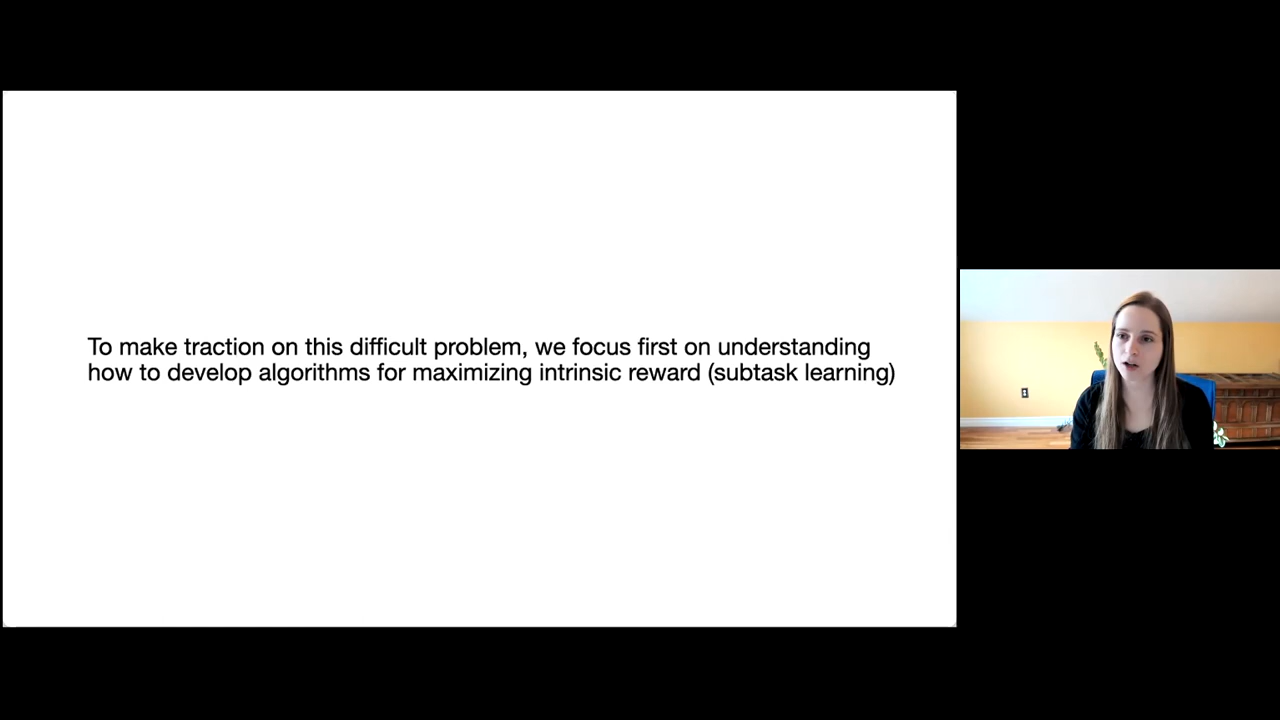 To make traction on this difficult problem, we focus first on understanding
how to develop algorithms for maximizing intrinsic reward (subtask learning)